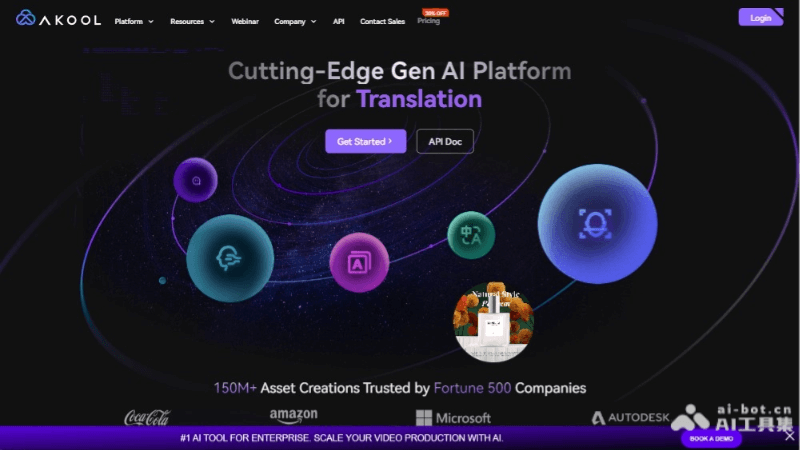 AKOOL
Platform
Resources
Webinar
Company
API
Contact Sales
30% OFF
Pricing
Login
Cutting-Edge Gen AI Platform
for Translation
Get Started
API Doc
A
中
A
Natural Style
150M+ Asset Creations Trusted by Fortune 500 Companies
Coca-Cola
amazon
Microsoft
AUTODESK
ai-bot.cn
AI工具集
#1 AI TOOL FOR ENTERPRISE. SCALE YOUR VIDEO PRODUCTION WITH AI.
BOOK A DEMO